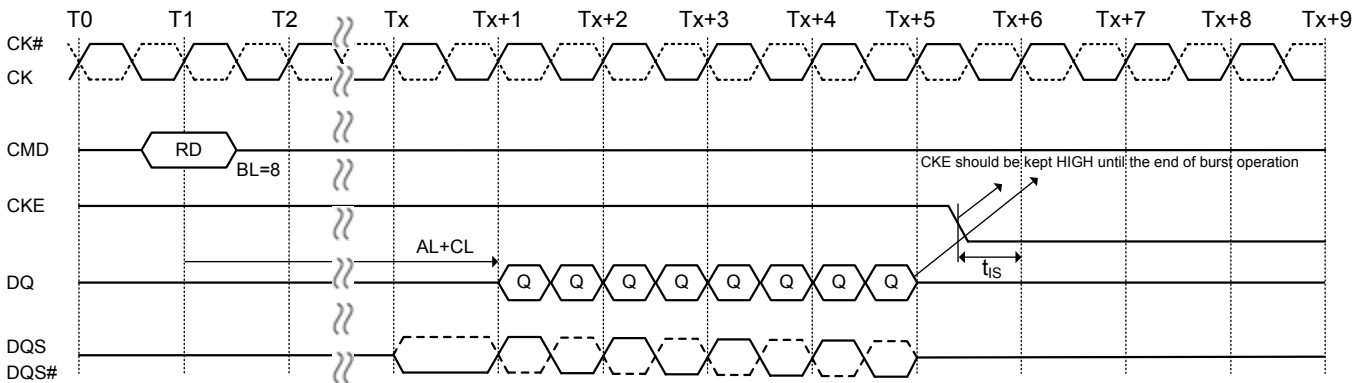 T0 T1 T2 Tx Tx+1 Tx+2 Tx+3 Tx+4 Tx+5 Tx+6 Tx+7 Tx+8 Tx+9
CK#
CK
CMD RD
BL=8
CKE should be kept HIGH until the end of burst operation
CKE
AL+CL
tIS
DQ Q Q Q Q Q Q Q Q
DQS
DQS#